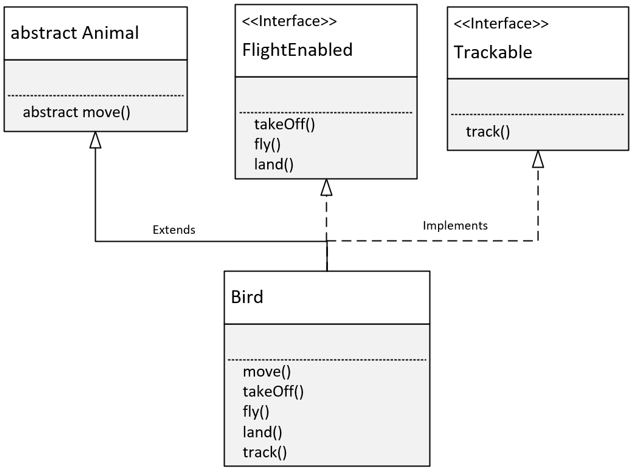 abstract Animal
abstract move()
<<Interface>>
FlightEnabled
takeOff()
fly()
land()
<<Interface>>
Trackable
track()
Extends
Implements
Bird
move()
takeOff()
fly()
land()
track()